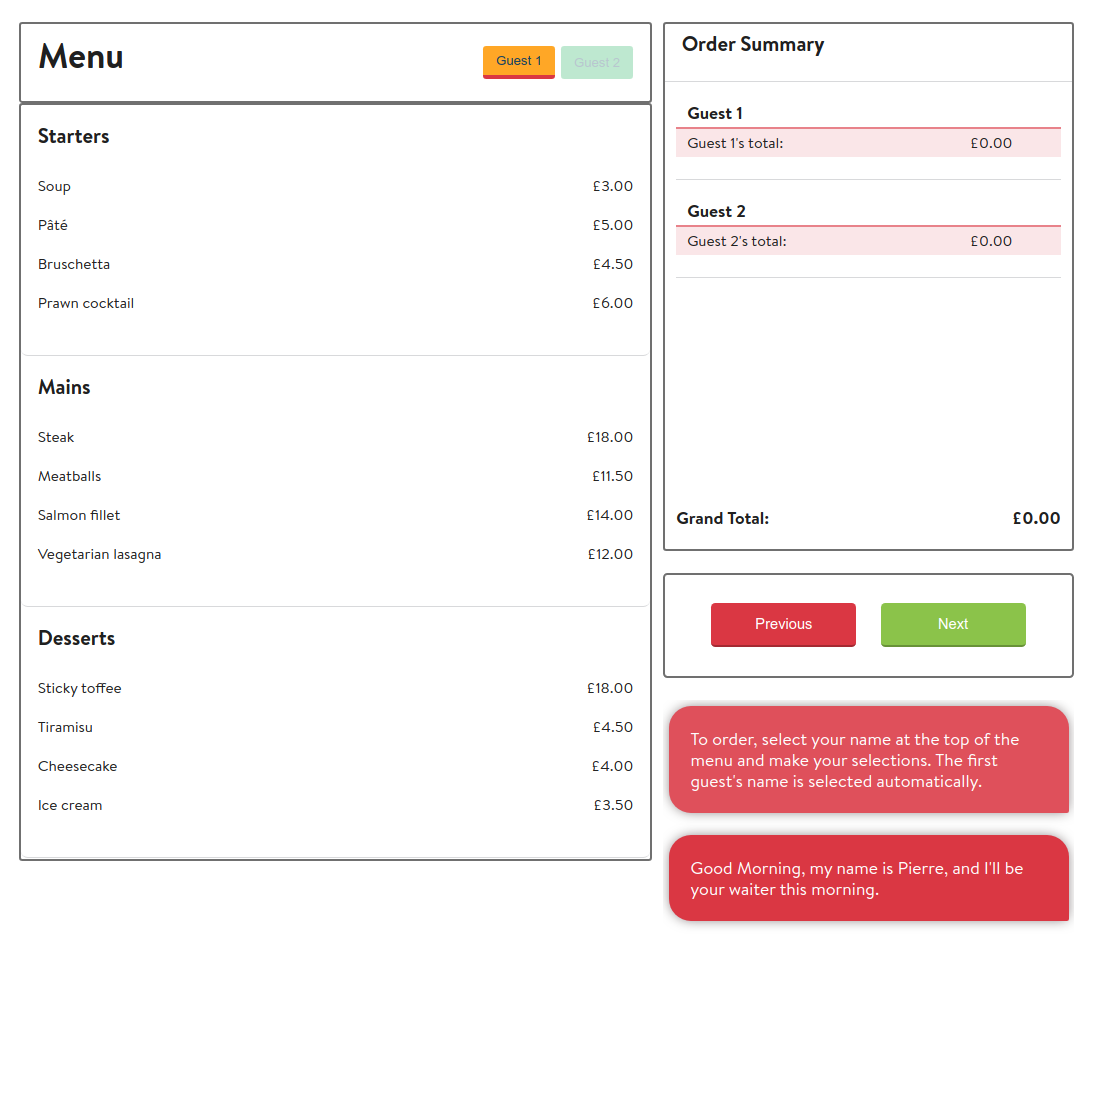 Menu
Guest 1
Guest 2
Starters
Soup £3.00
Pâté £5.00
Bruschetta £4.50
Prawn cocktail £6.00
Mains
Steak £18.00
Meatballs £11.50
Salmon fillet £14.00
Vegetarian lasagna £12.00
Desserts
Sticky toffee £18.00
Tiramisu £4.50
Cheesecake £4.00
Ice cream £3.50
Order Summary
Guest 1
Guest 1's total: £0.00
Guest 2
Guest 2's total: £0.00
Grand Total: £0.00
Previous
Next
To order, select your name at the top of the
menu and make your selections. The first
guest's name is selected automatically.
Good Morning, my name is Pierre, and I'll be
your waiter this morning.